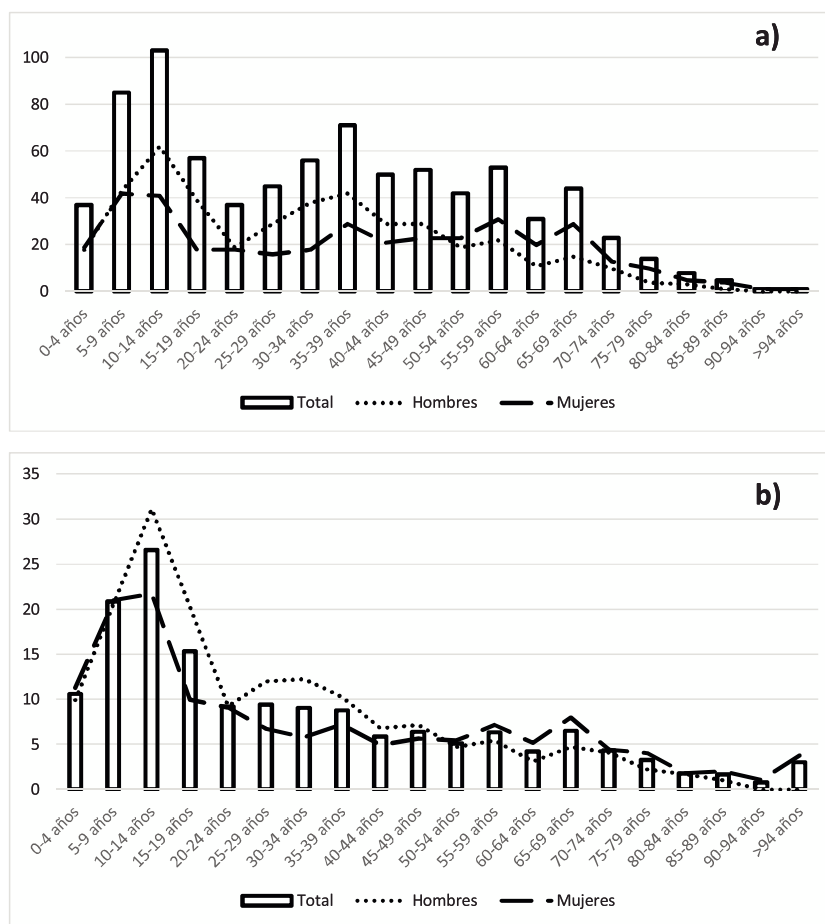 a)
100
80
60
40
20
0
0-4 años
5-9 años
10-14 años
15-19 años
20-24 años
25-29 años
30-34 años
35-39 años
40-44 años
45-49 años
50-54 años
55-59 años
60-64 años
65-69 años
70-74 años
75-79 años
80-84 años
85-89 años
90-94 años
>94 años
Total Hombres Mujeres
b)
35
30
25
20
15
10
5
0
0-4 años
5-9 años
10-14 años
15-19 años
20-24 años
25-29 años
30-34 años
35-39 años
40-44 años
45-49 años
50-54 años
55-59 años
60-64 años
65-69 años
70-74 años
75-79 años
80-84 años
85-89 años
90-94 años
>94 años
Total Hombres Mujeres